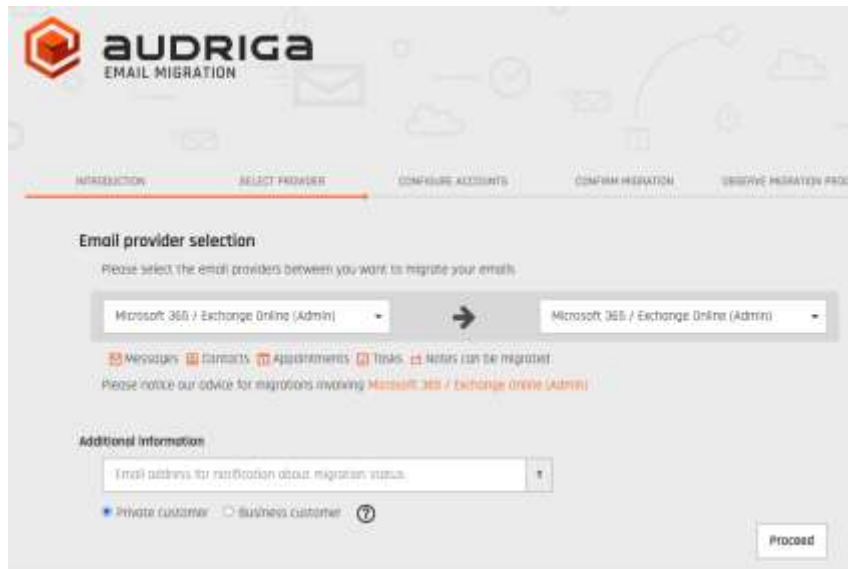 audriga
EMAIL MIGRATION
INTRODUCTION SELECT PROVIDER CONFIGURE ACCOUNTS CONFIRM MIGRATION OBSERVE MIGRATION PROC
Email provider selection
Please select the email providers between you want to migrate your emails
Microsoft 365 / Exchange Online (Admin) Microsoft 365 / Exchange Online (Admin)
Messages Contacts Appointments Tasks Notes can be migrated
Please notice our advice for migrations involving Microsoft 365 / Exchange Online (Admin)
Additional information
Email address for notification about migration status
Private customer Business customer ?
Proceed